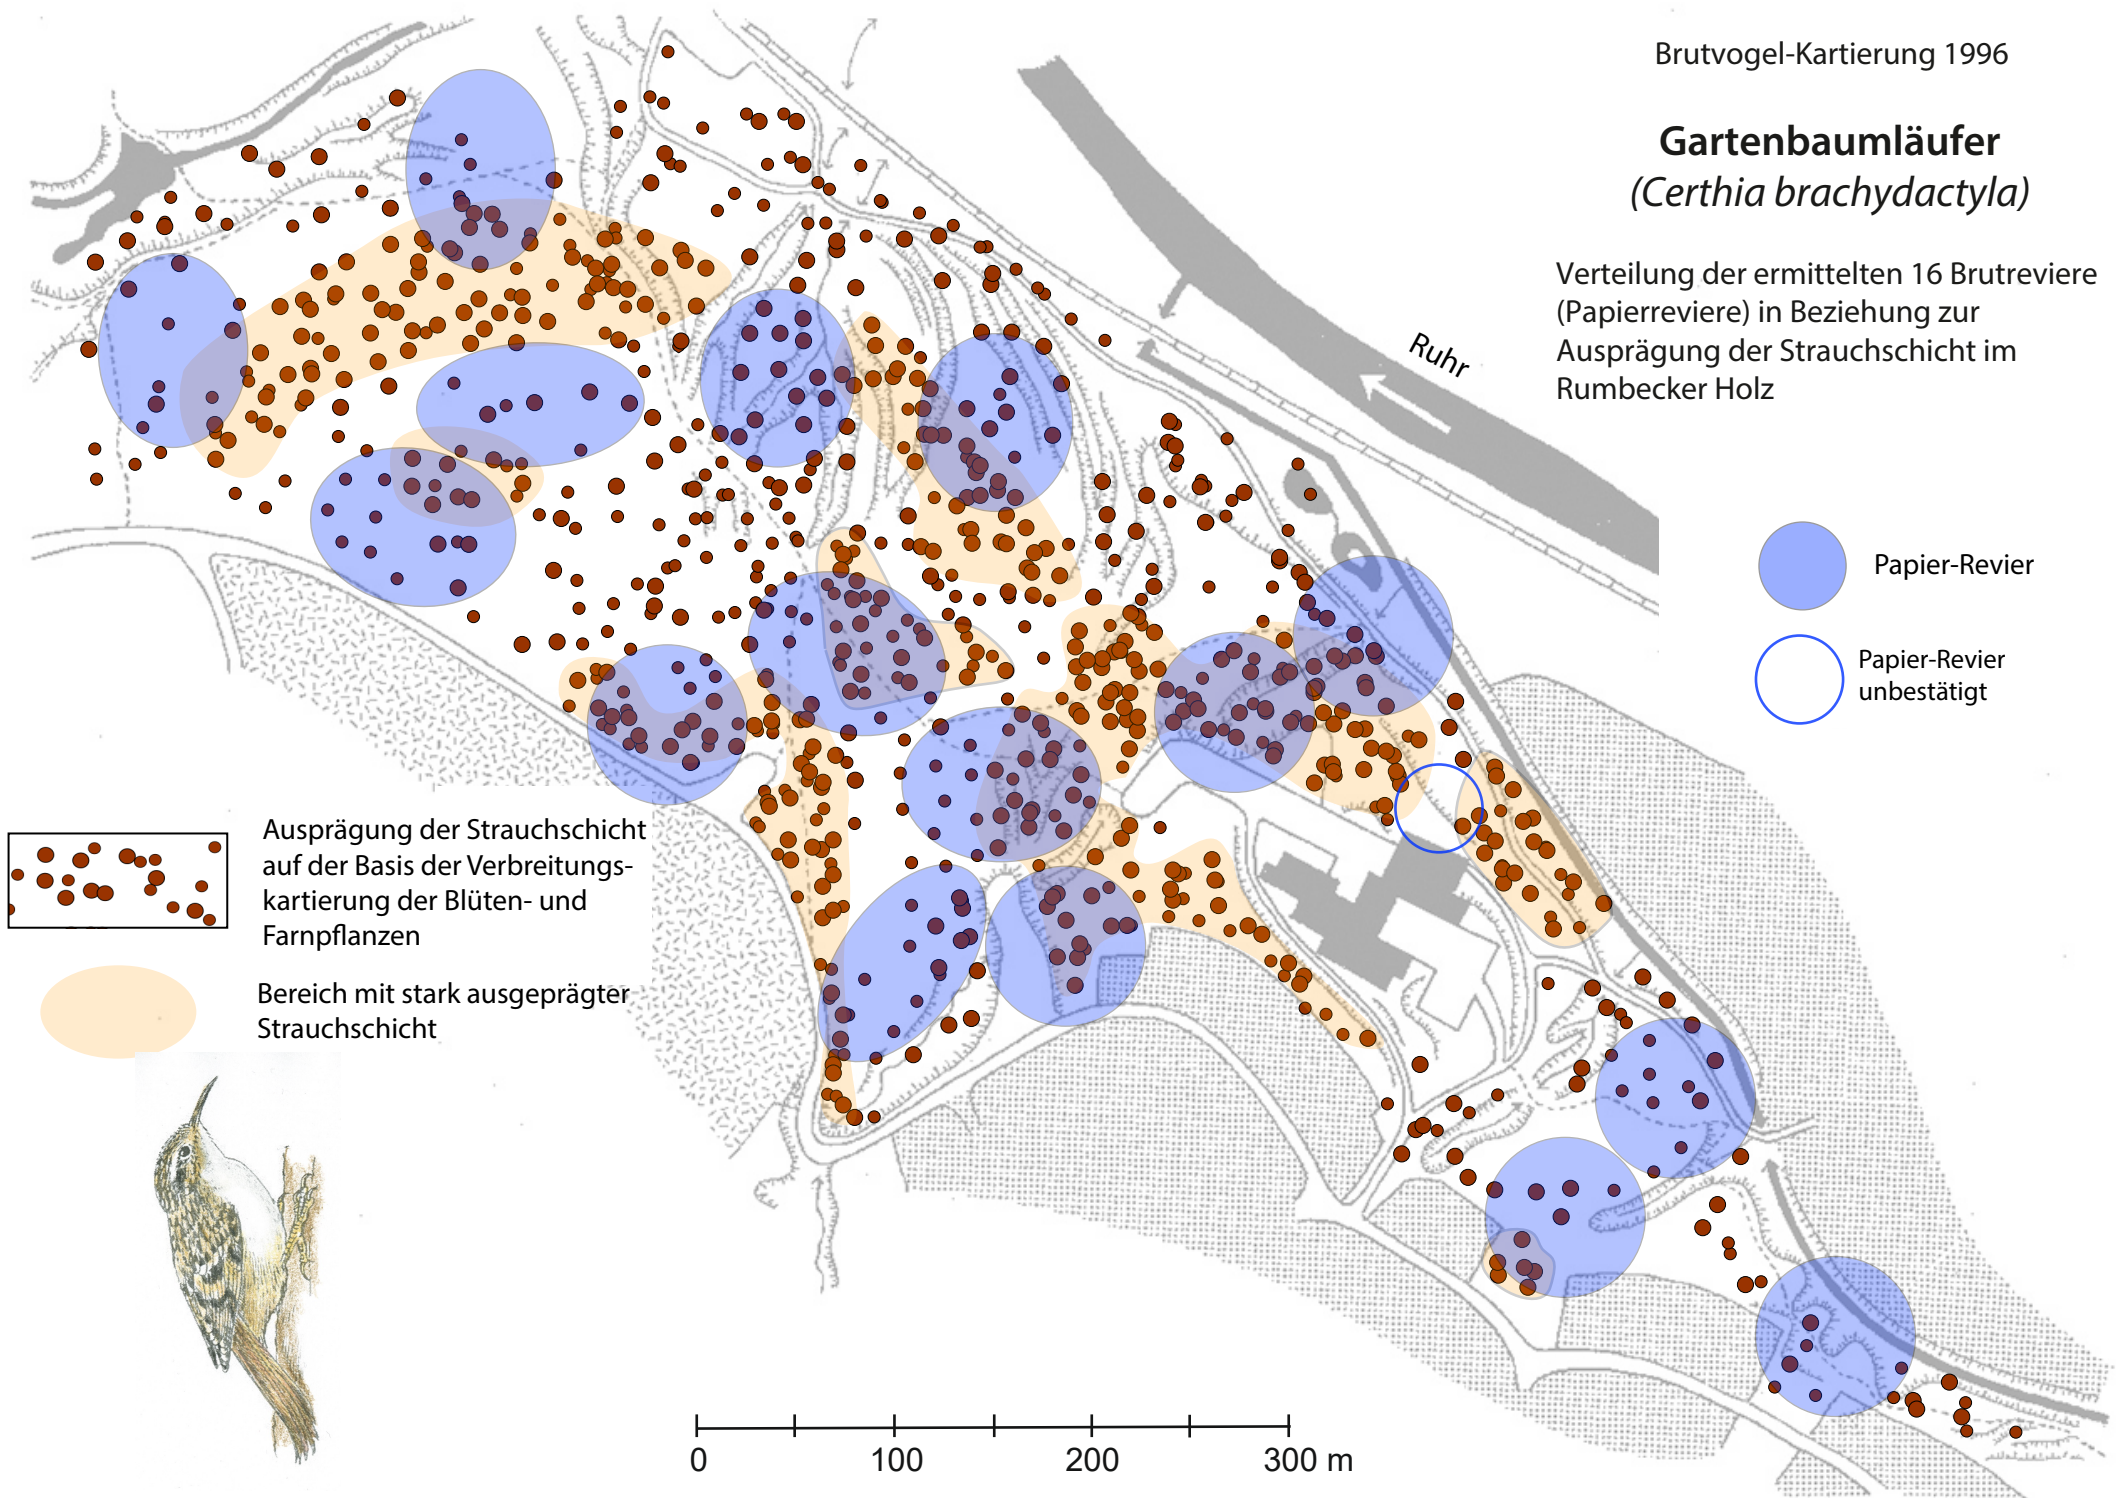 Brutvogel-Kartierung 1996
Gartenbaumläufer
(Certhia brachydactyla)
Verteilung der ermittelten 16 Brutreviere
(Papierreviere) in Beziehung zur
Ausprägung der Strauchschicht im
Rumbecker Holz
Ruhr
Papier-Revier
Papier-Revier
unbestätigt
Ausprägung der Strauchschicht
auf der Basis der Verbreitungs-
kartierung der Blüten- und
Farnpflanzen
Bereich mit stark ausgeprägter
Strauchschicht
0 100 200 300 m